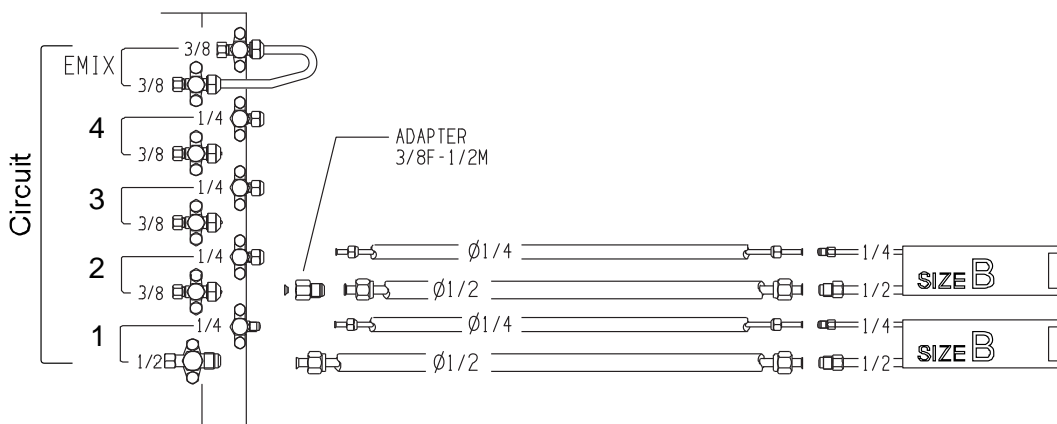 Circuit
EMIX
3/8
3/8
4
1/4
3/8
3
1/4
3/8
2
1/4
3/8
1
1/4
1/2
ADAPTER
3/8F-1/2M
Ø1/4
1/4
Ø1/2
1/2
SIZE B
Ø1/4
1/4
Ø1/2
1/2
SIZE B